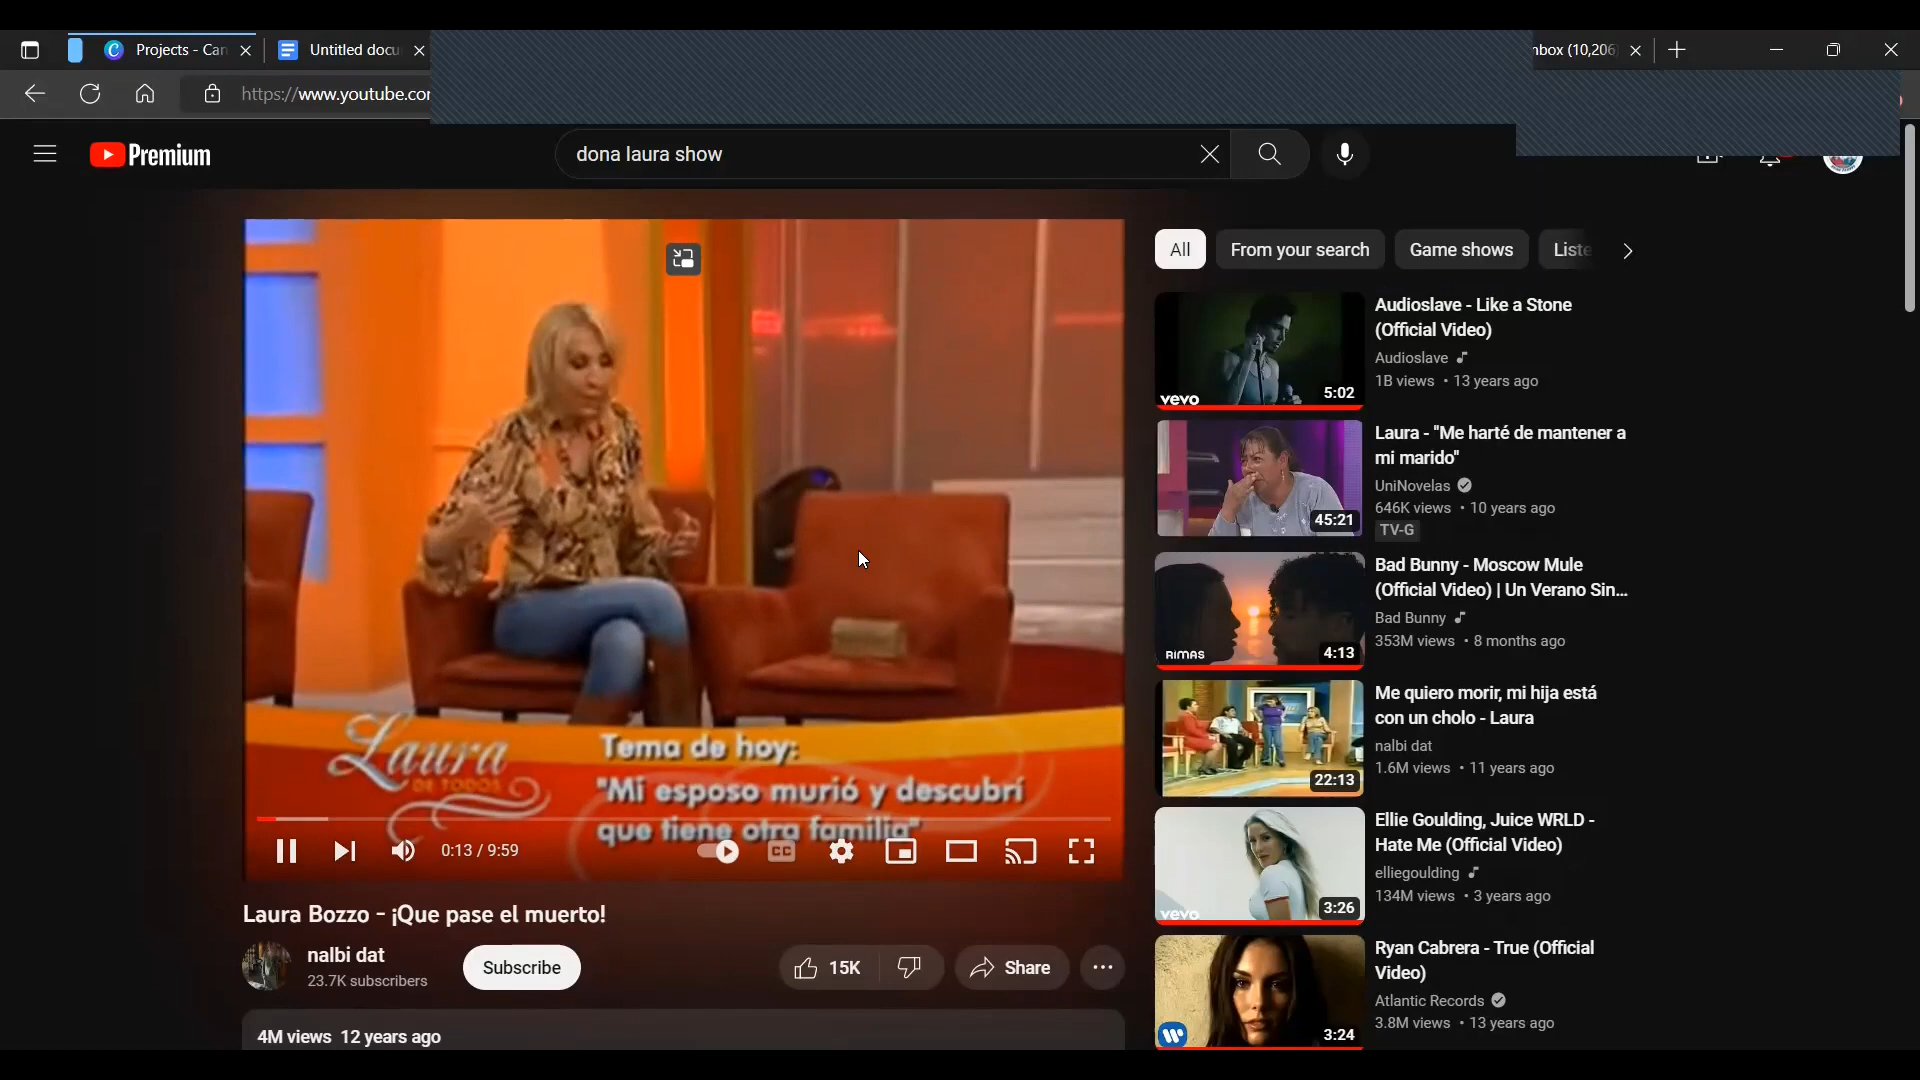 Projects - Can
Untitled docu
nbox (10,206
https://www.youtube.cor
Premium
dona laura show
All
From your search
Game shows
Liste
Laura
DE TODOS
Tema de hoy:
"Mi esposo murió y descubrí
que tiene otra familia"
0:13 / 9:59
CC
Laura Bozzo - ¡Que pase el muerto!
nalbi dat
23.7K subscribers
Subscribe
15K
Share
4M views 12 years ago
vevo
5:02
Audioslave - Like a Stone
(Official Video)
Audioslave
1B views • 13 years ago
45:21
Laura - "Me harté de mantener a
mi marido"
UniNovelas
646K views • 10 years ago
TV-G
RIMAS
4:13
Bad Bunny - Moscow Mule
(Official Video) | Un Verano Sin...
Bad Bunny
353M views • 8 months ago
22:13
Me quiero morir, mi hija está
con un cholo - Laura
nalbi dat
1.6M views • 11 years ago
vevo
3:26
Ellie Goulding, Juice WRLD -
Hate Me (Official Video)
elliegoulding
134M views • 3 years ago
3:24
Ryan Cabrera - True (Official
Video)
Atlantic Records
3.8M views • 13 years ago